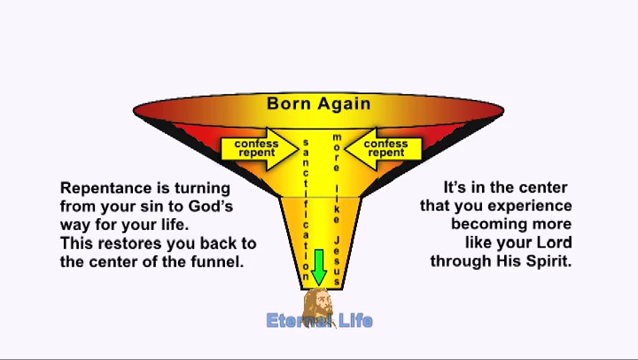 Born Again
confess
repent
confess
repent
sanctification
more like Jesus
Repentance is turning
from your sin to God's
way for your life.
This restores you back to
the center of the funnel.
It's in the center
that you experience
becoming more
like your Lord
through His Spirit.
Eternal Life